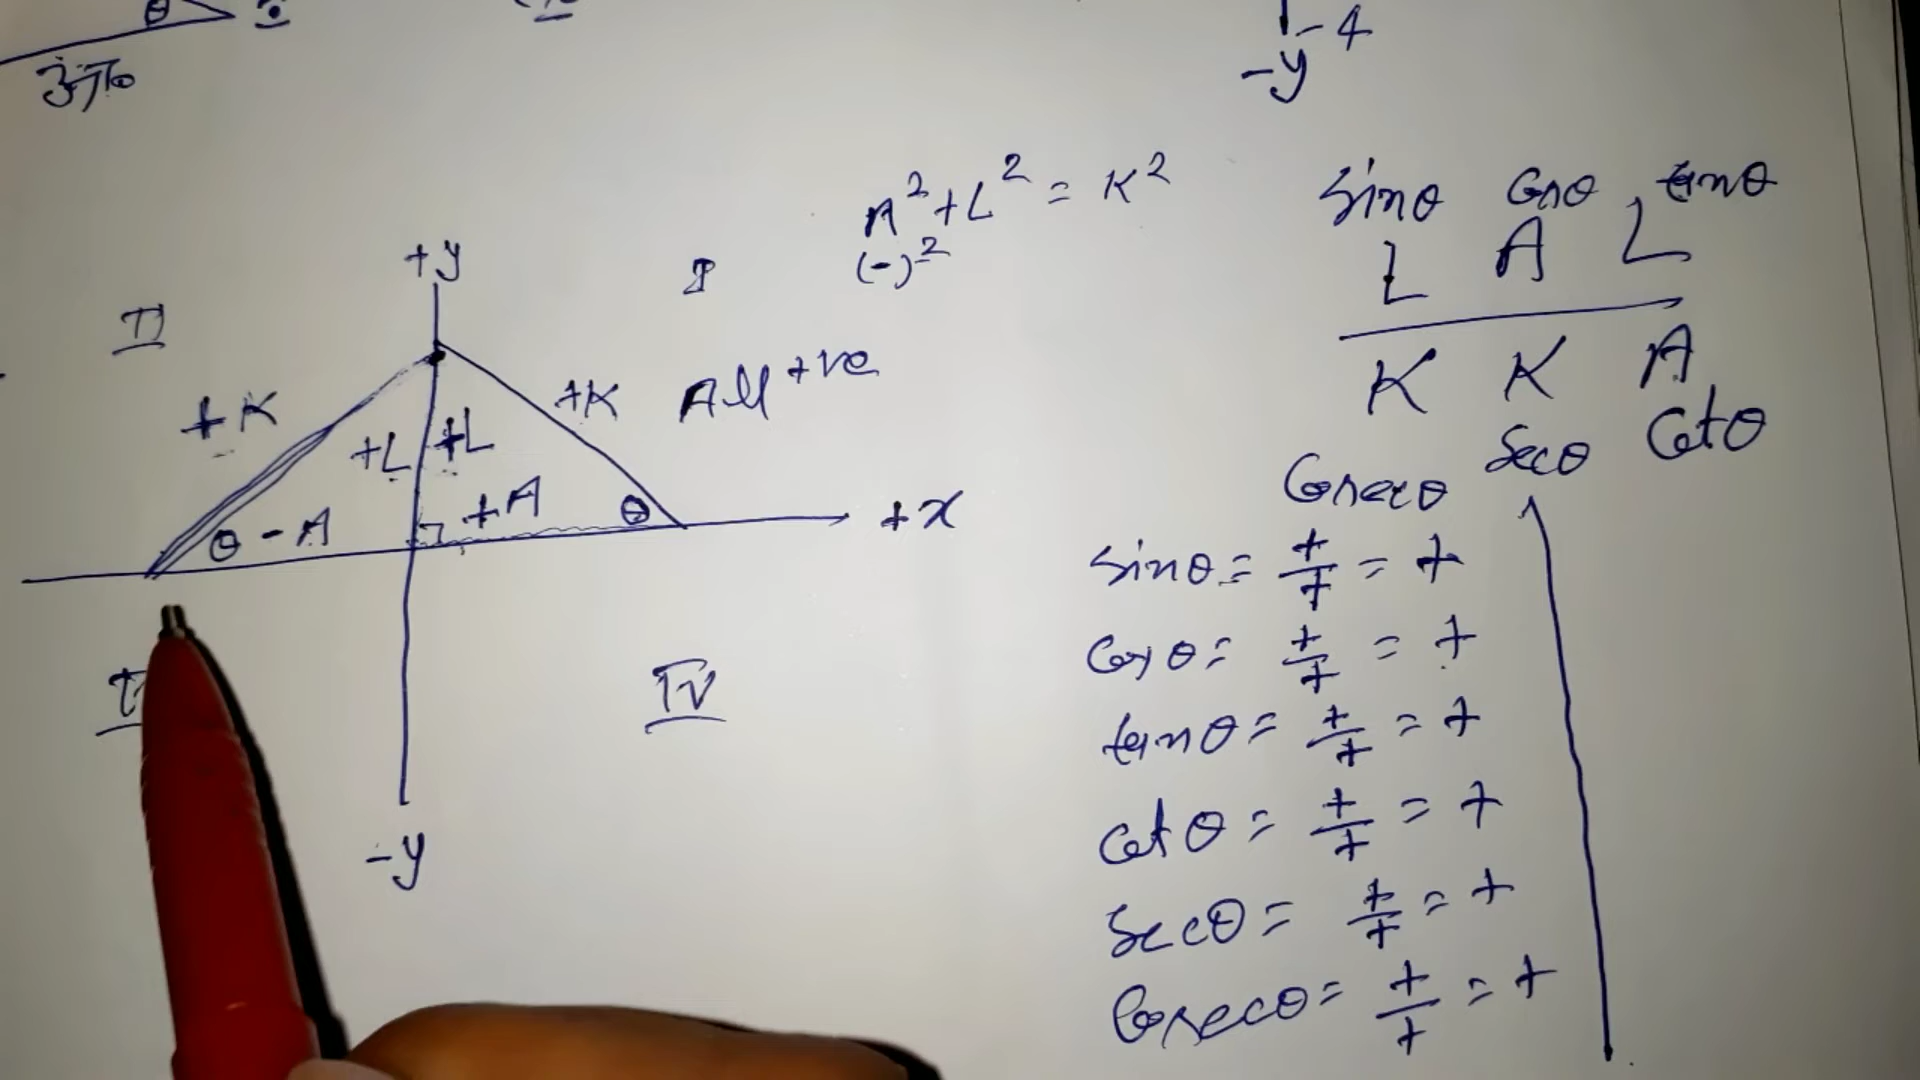 θ
-4
-y
A² + L² = K²
(-)²
sinθ cosθ tanθ
L A L
K K A
Cosecθ Secθ Cotθ
+y
I
II
+K
+K
All +ve
+L
+L
θ
-A
+A
θ
+x
IV
-y
Sinθ = +/+ = +
Cosθ = +/+ = +
tanθ = +/+ = +
Cotθ = +/+ = +
Secθ = +/+ = +
Cosecθ = +/+ = +